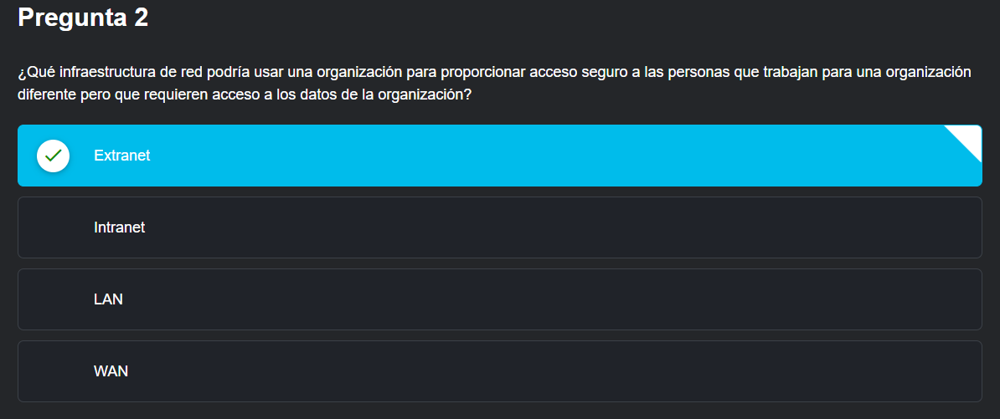 Pregunta 2
¿Qué infraestructura de red podría usar una organización para proporcionar acceso seguro a las personas que trabajan para una organización
diferente pero que requieren acceso a los datos de la organización?
Extranet
Intranet
LAN
WAN